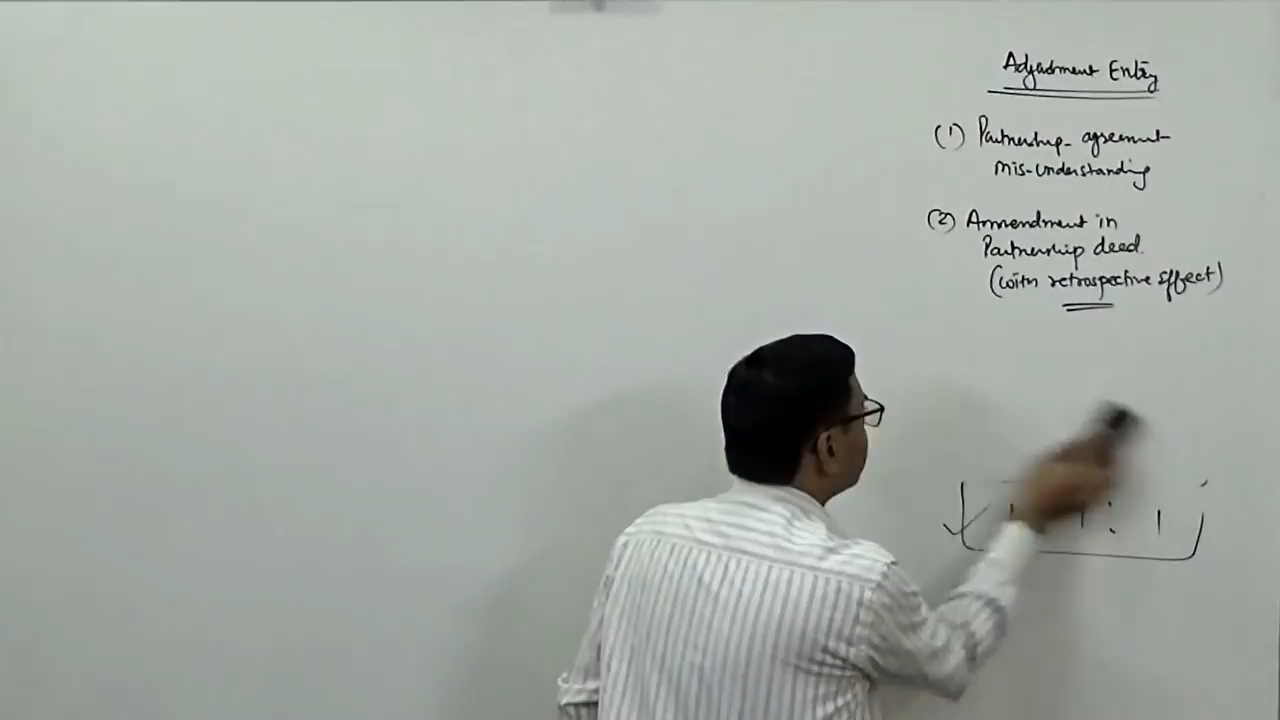 Adjustment Entry
(1) Partnership agreement
mis-understanding
(2) Ammendment in
Partnership deed.
(with retrospective effect)